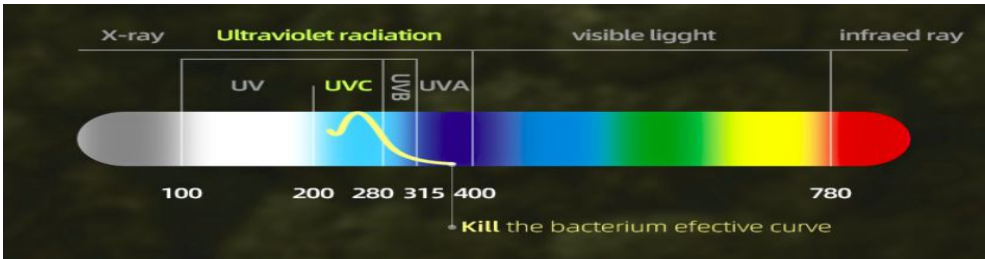 X-ray Ultraviolet radiation visible ligght infraed ray
UV UVC UVB UVA
100 200 280 315 400 780
Kill the bacterium efective curve